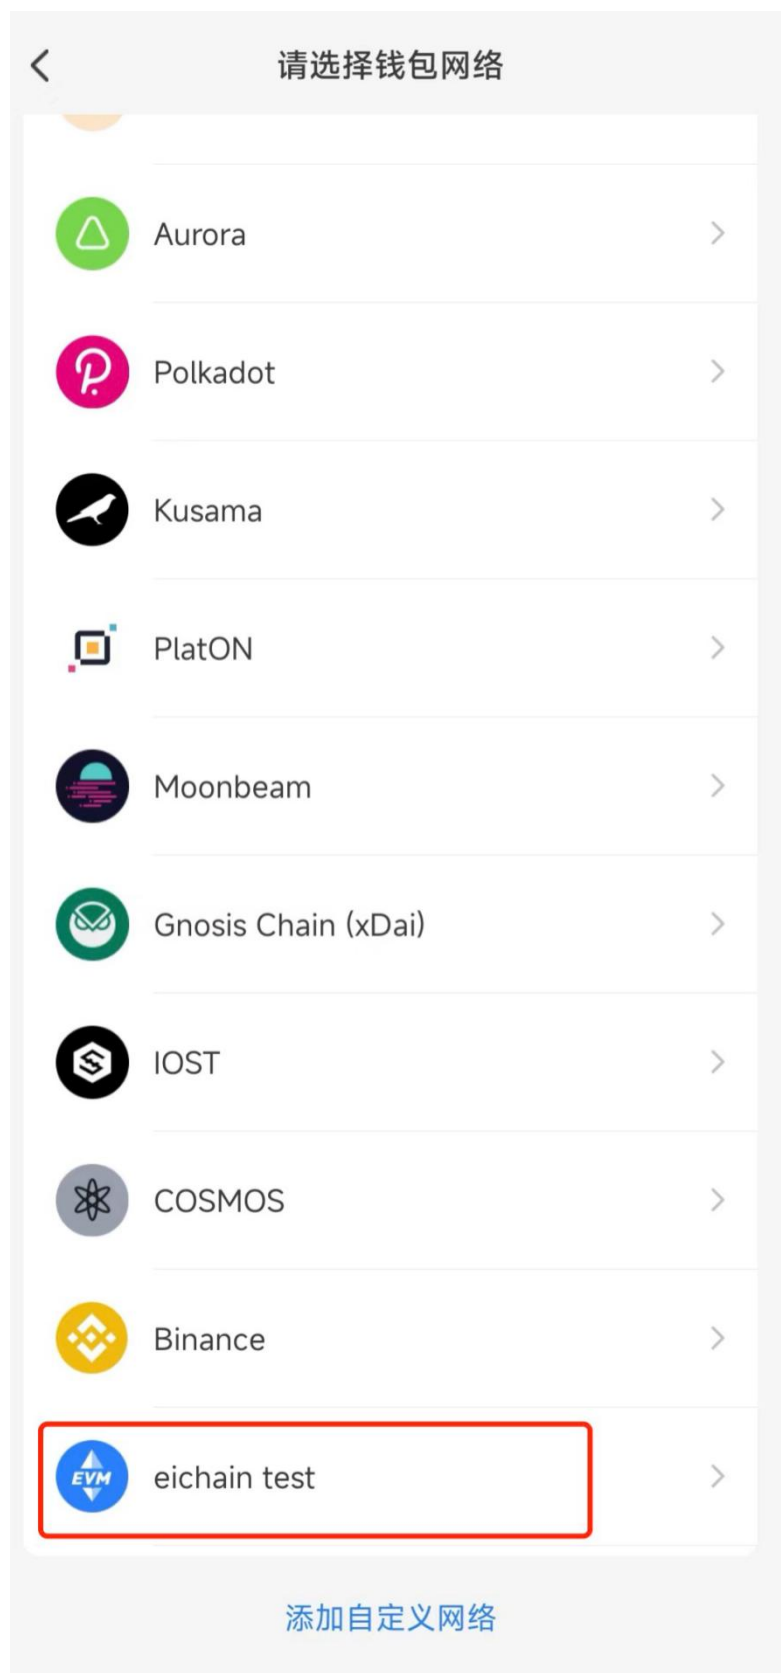 请选择钱包网络
Aurora
Polkadot
Kusama
PlatON
Moonbeam
Gnosis Chain (xDai)
IOST
COSMOS
Binance
EVM
eichain test
添加自定义网络